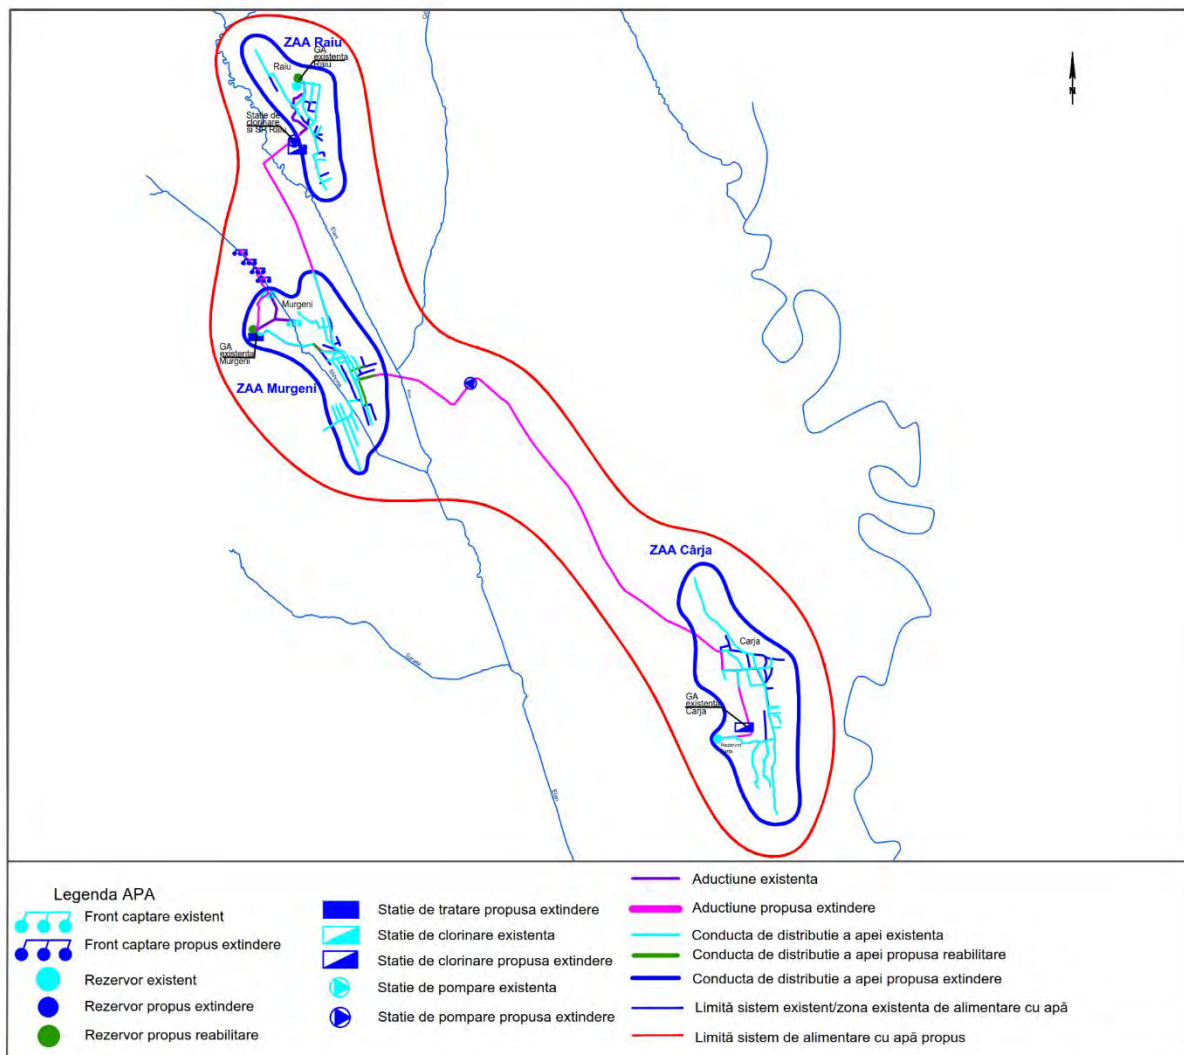 ZAA Raiu
GA
existenta
Raiu
Raiu
Statie de
clorinare
si SP Raiu
N
Elan
Murgeni
GA
existenta
Murgeni
ZAA Murgeni
ZAA Cârja
Carja
GA
existenta
Carja
Rezervor
Sarata
Elan
Legenda APA
Front captare existent
Front captare propus extindere
Rezervor existent
Rezervor propus extindere
Rezervor propus reabilitare
Statie de tratare propusa extindere
Statie de clorinare existenta
Statie de clorinare propusa extindere
Statie de pompare existenta
Statie de pompare propusa extindere
Aductiune existenta
Aductiune propusa extindere
Conducta de distributie a apei existenta
Conducta de distributie a apei propusa reabilitare
Conducta de distributie a apei propusa extindere
Limită sistem existent/zona existenta de alimentare cu apă
Limită sistem de alimentare cu apă propus